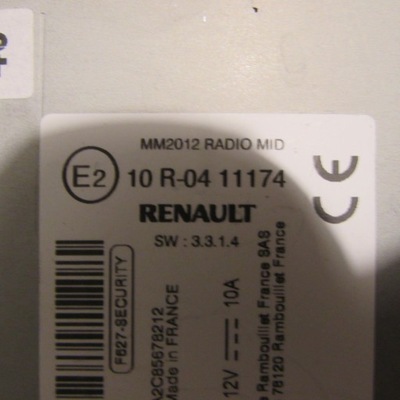 MM2012 RADIO MID
E2 10 R-04 11174
RENAULT
SW : 3.3.1.4
CE
F627-SECURITY
A2C85678212
Made in FRANCE
12V 10A
Rambouillet France SAS
78120 Rambouillet France